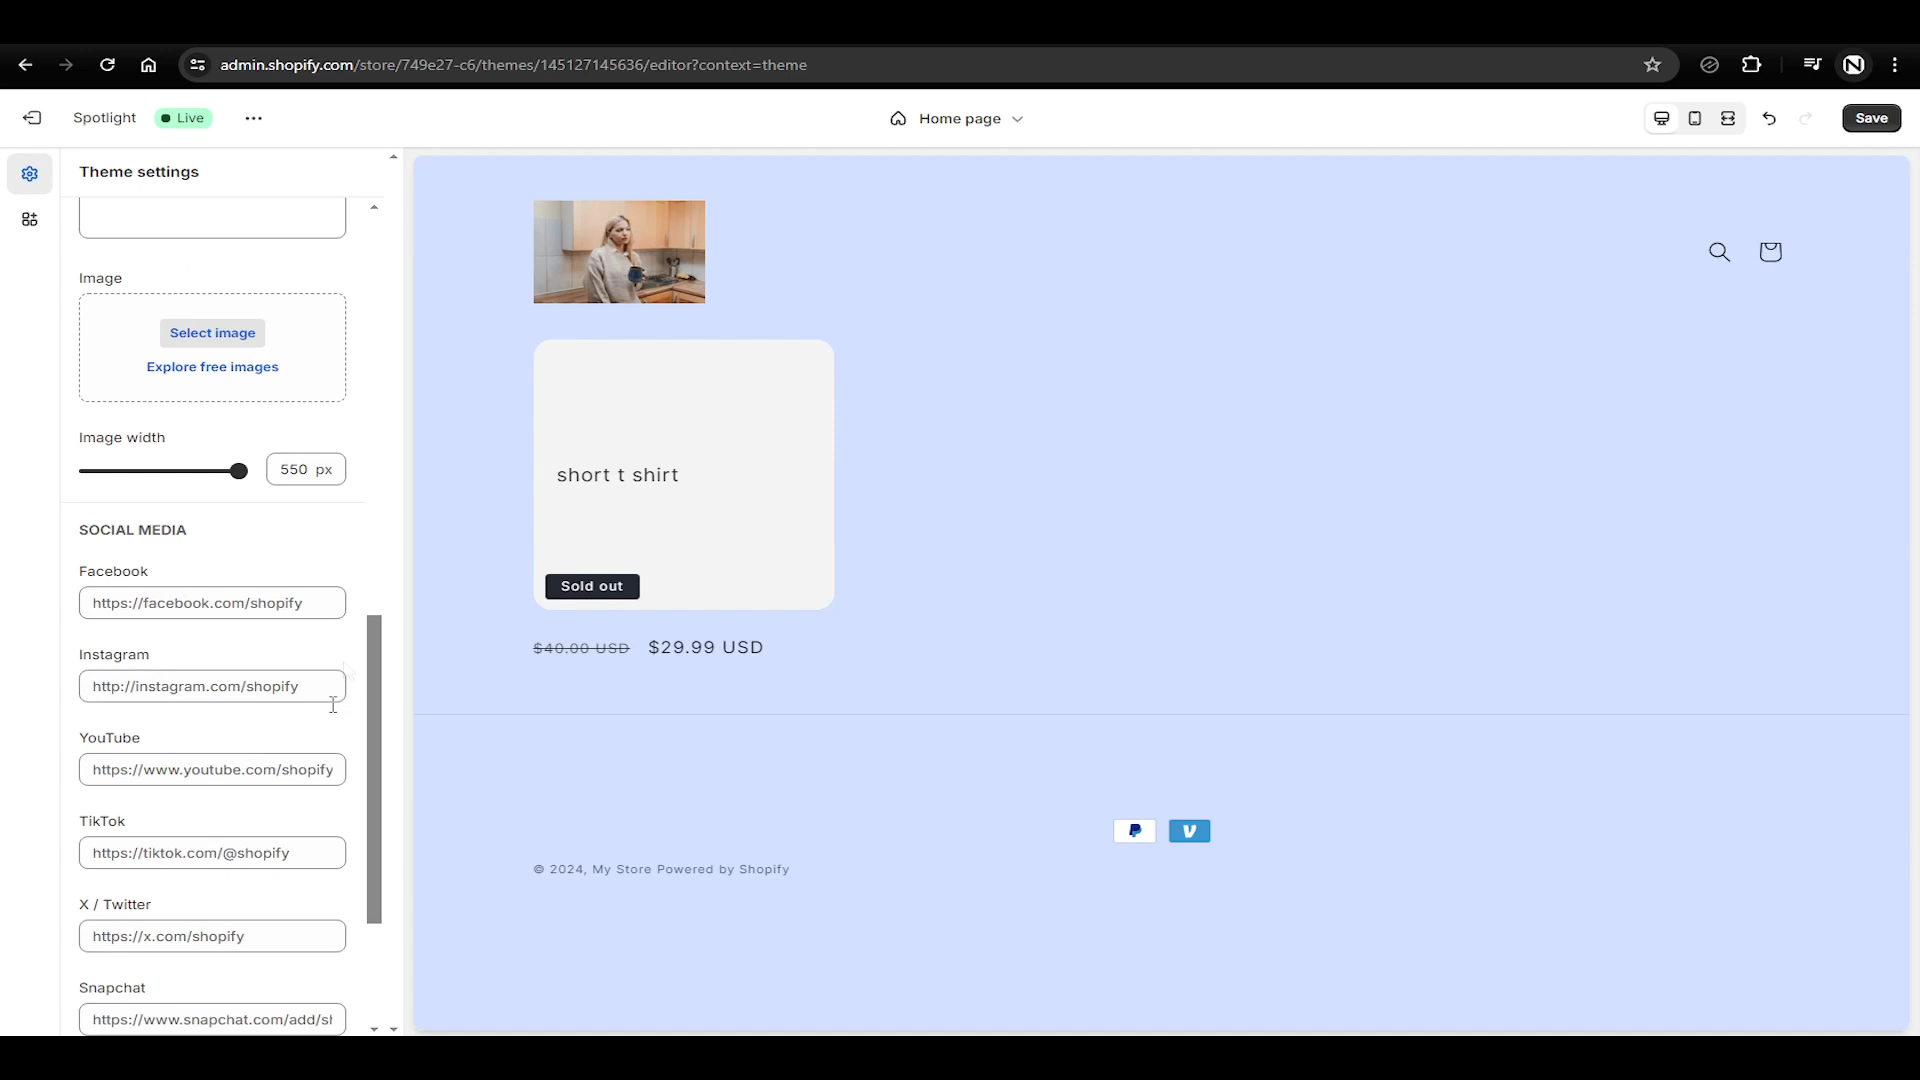 admin.shopify.com/store/749e27-c6/themes/145127145636/editor?context=theme
N
Spotlight
Live
Home page
Save
Theme settings
Image
Select image
Explore free images
Image width
550 px
SOCIAL MEDIA
Facebook
https://facebook.com/shopify
Instagram
http://instagram.com/shopify
YouTube
https://www.youtube.com/shopify
TikTok
https://tiktok.com/@shopify
X / Twitter
https://x.com/shopify
Snapchat
https://www.snapchat.com/add/sh
short t shirt
Sold out
$40.00 USD $29.99 USD
© 2024, My Store Powered by Shopify